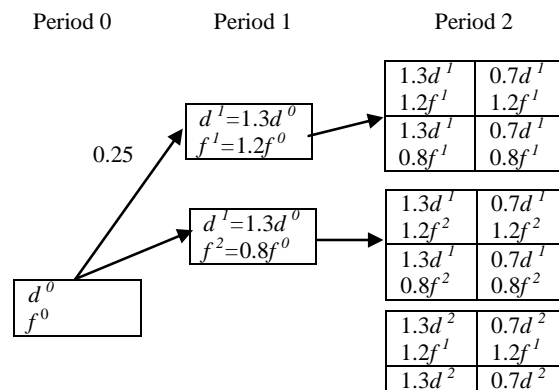 Period 0 Period 1 Period 2
1.3d¹ 0.7d¹
1.2f¹ 1.2f¹
1.3d¹ 0.7d¹
0.8f¹ 0.8f¹
d¹=1.3d⁰
f¹=1.2f⁰
0.25
1.3d¹ 0.7d¹
1.2f² 1.2f²
1.3d¹ 0.7d¹
0.8f² 0.8f²
d¹=1.3d⁰
f²=0.8f⁰
d⁰
f⁰
1.3d² 0.7d²
1.2f¹ 1.2f¹
1.3d² 0.7d²